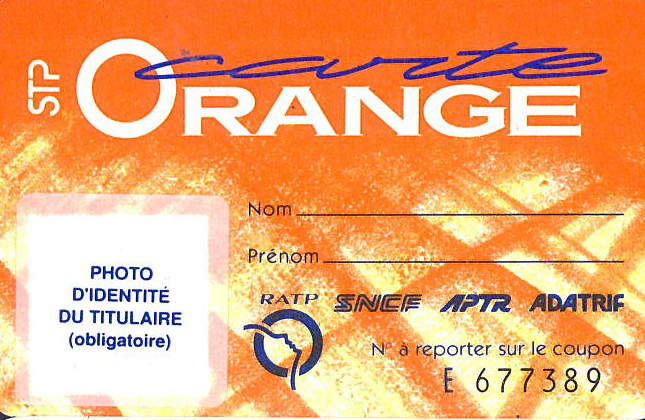 STP
carte
ORANGE
Nom
Prénom
PHOTO
D'IDENTITÉ
DU TITULAIRE
(obligatoire)
RATP SNCF APTR ADATRIF
N° à reporter sur le coupon
E 677389